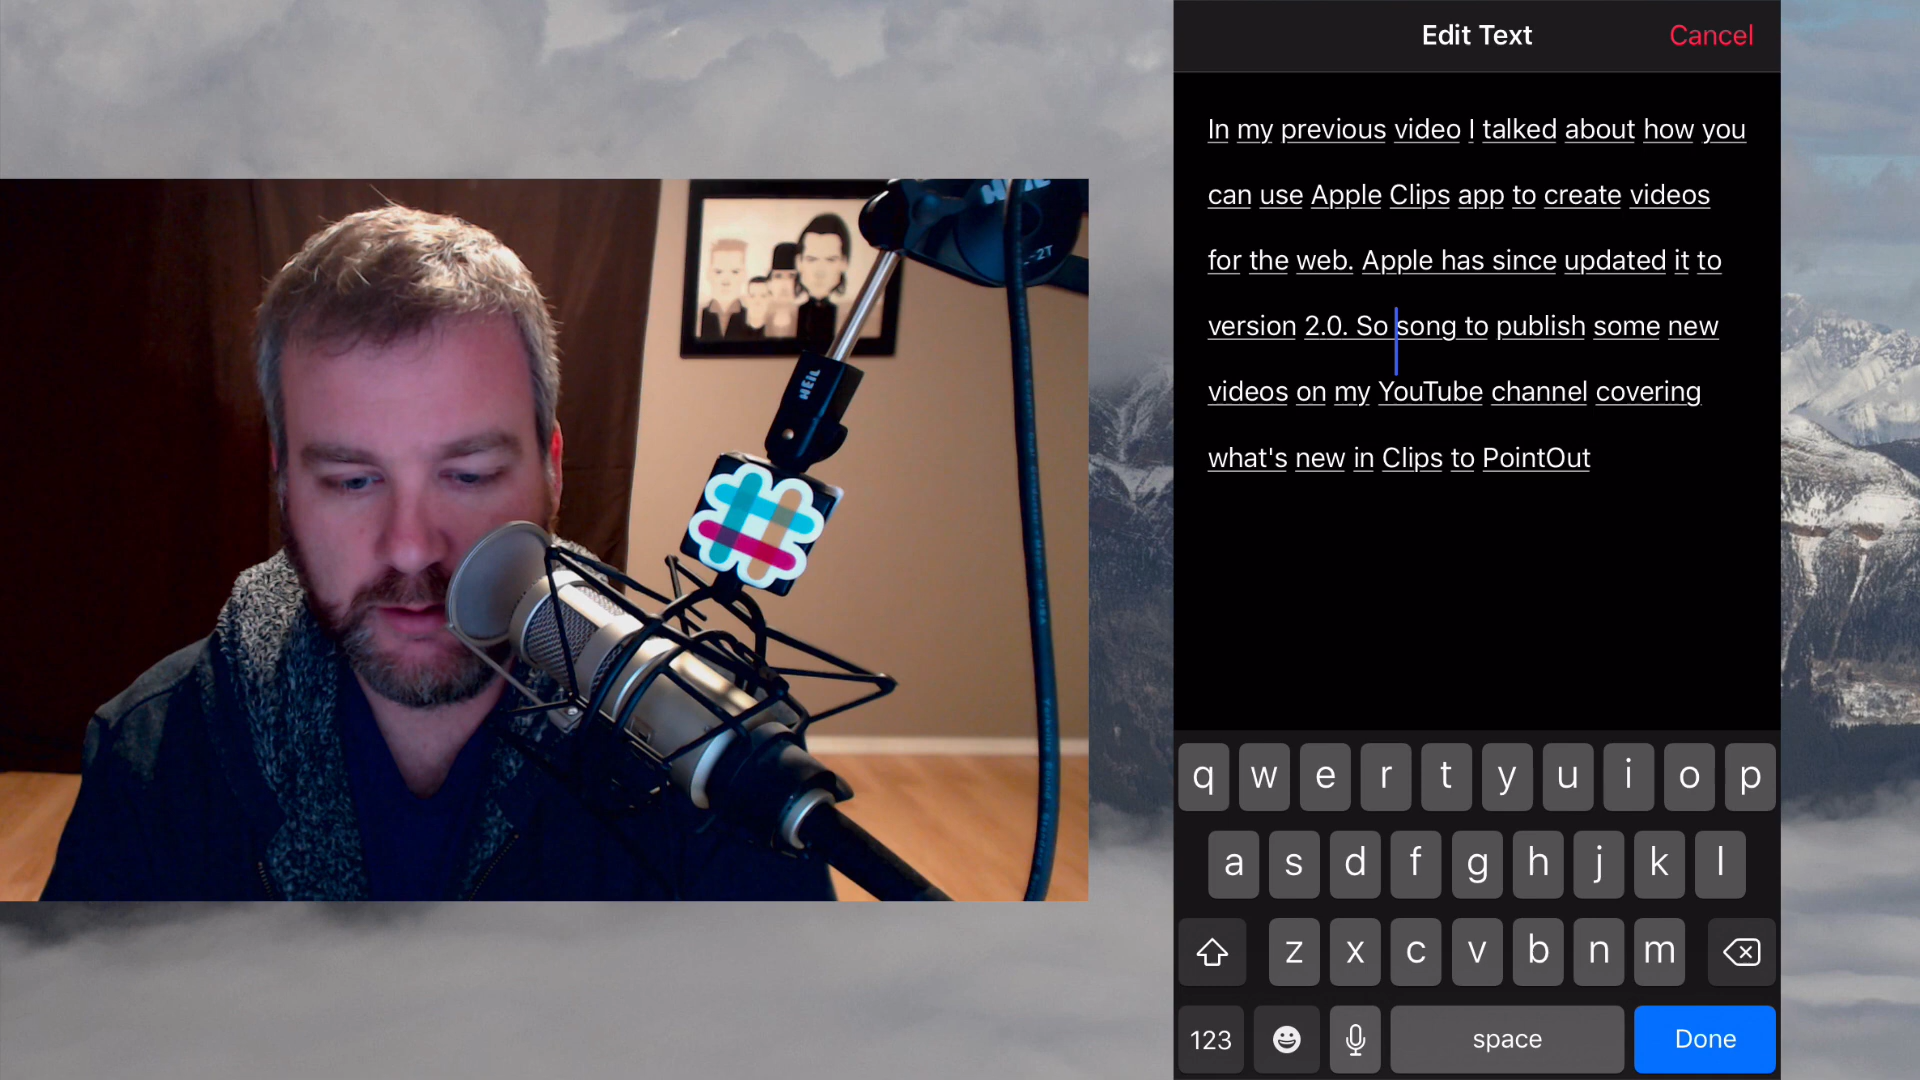 Edit Text
Cancel
In my previous video I talked about how you
can use Apple Clips app to create videos
for the web. Apple has since updated it to
version 2.0. So song to publish some new
videos on my YouTube channel covering
what's new in Clips to PointOut
HEIL
q w e r t y u i o p
a s d f g h j k l
z x c v b n m
123
space
Done